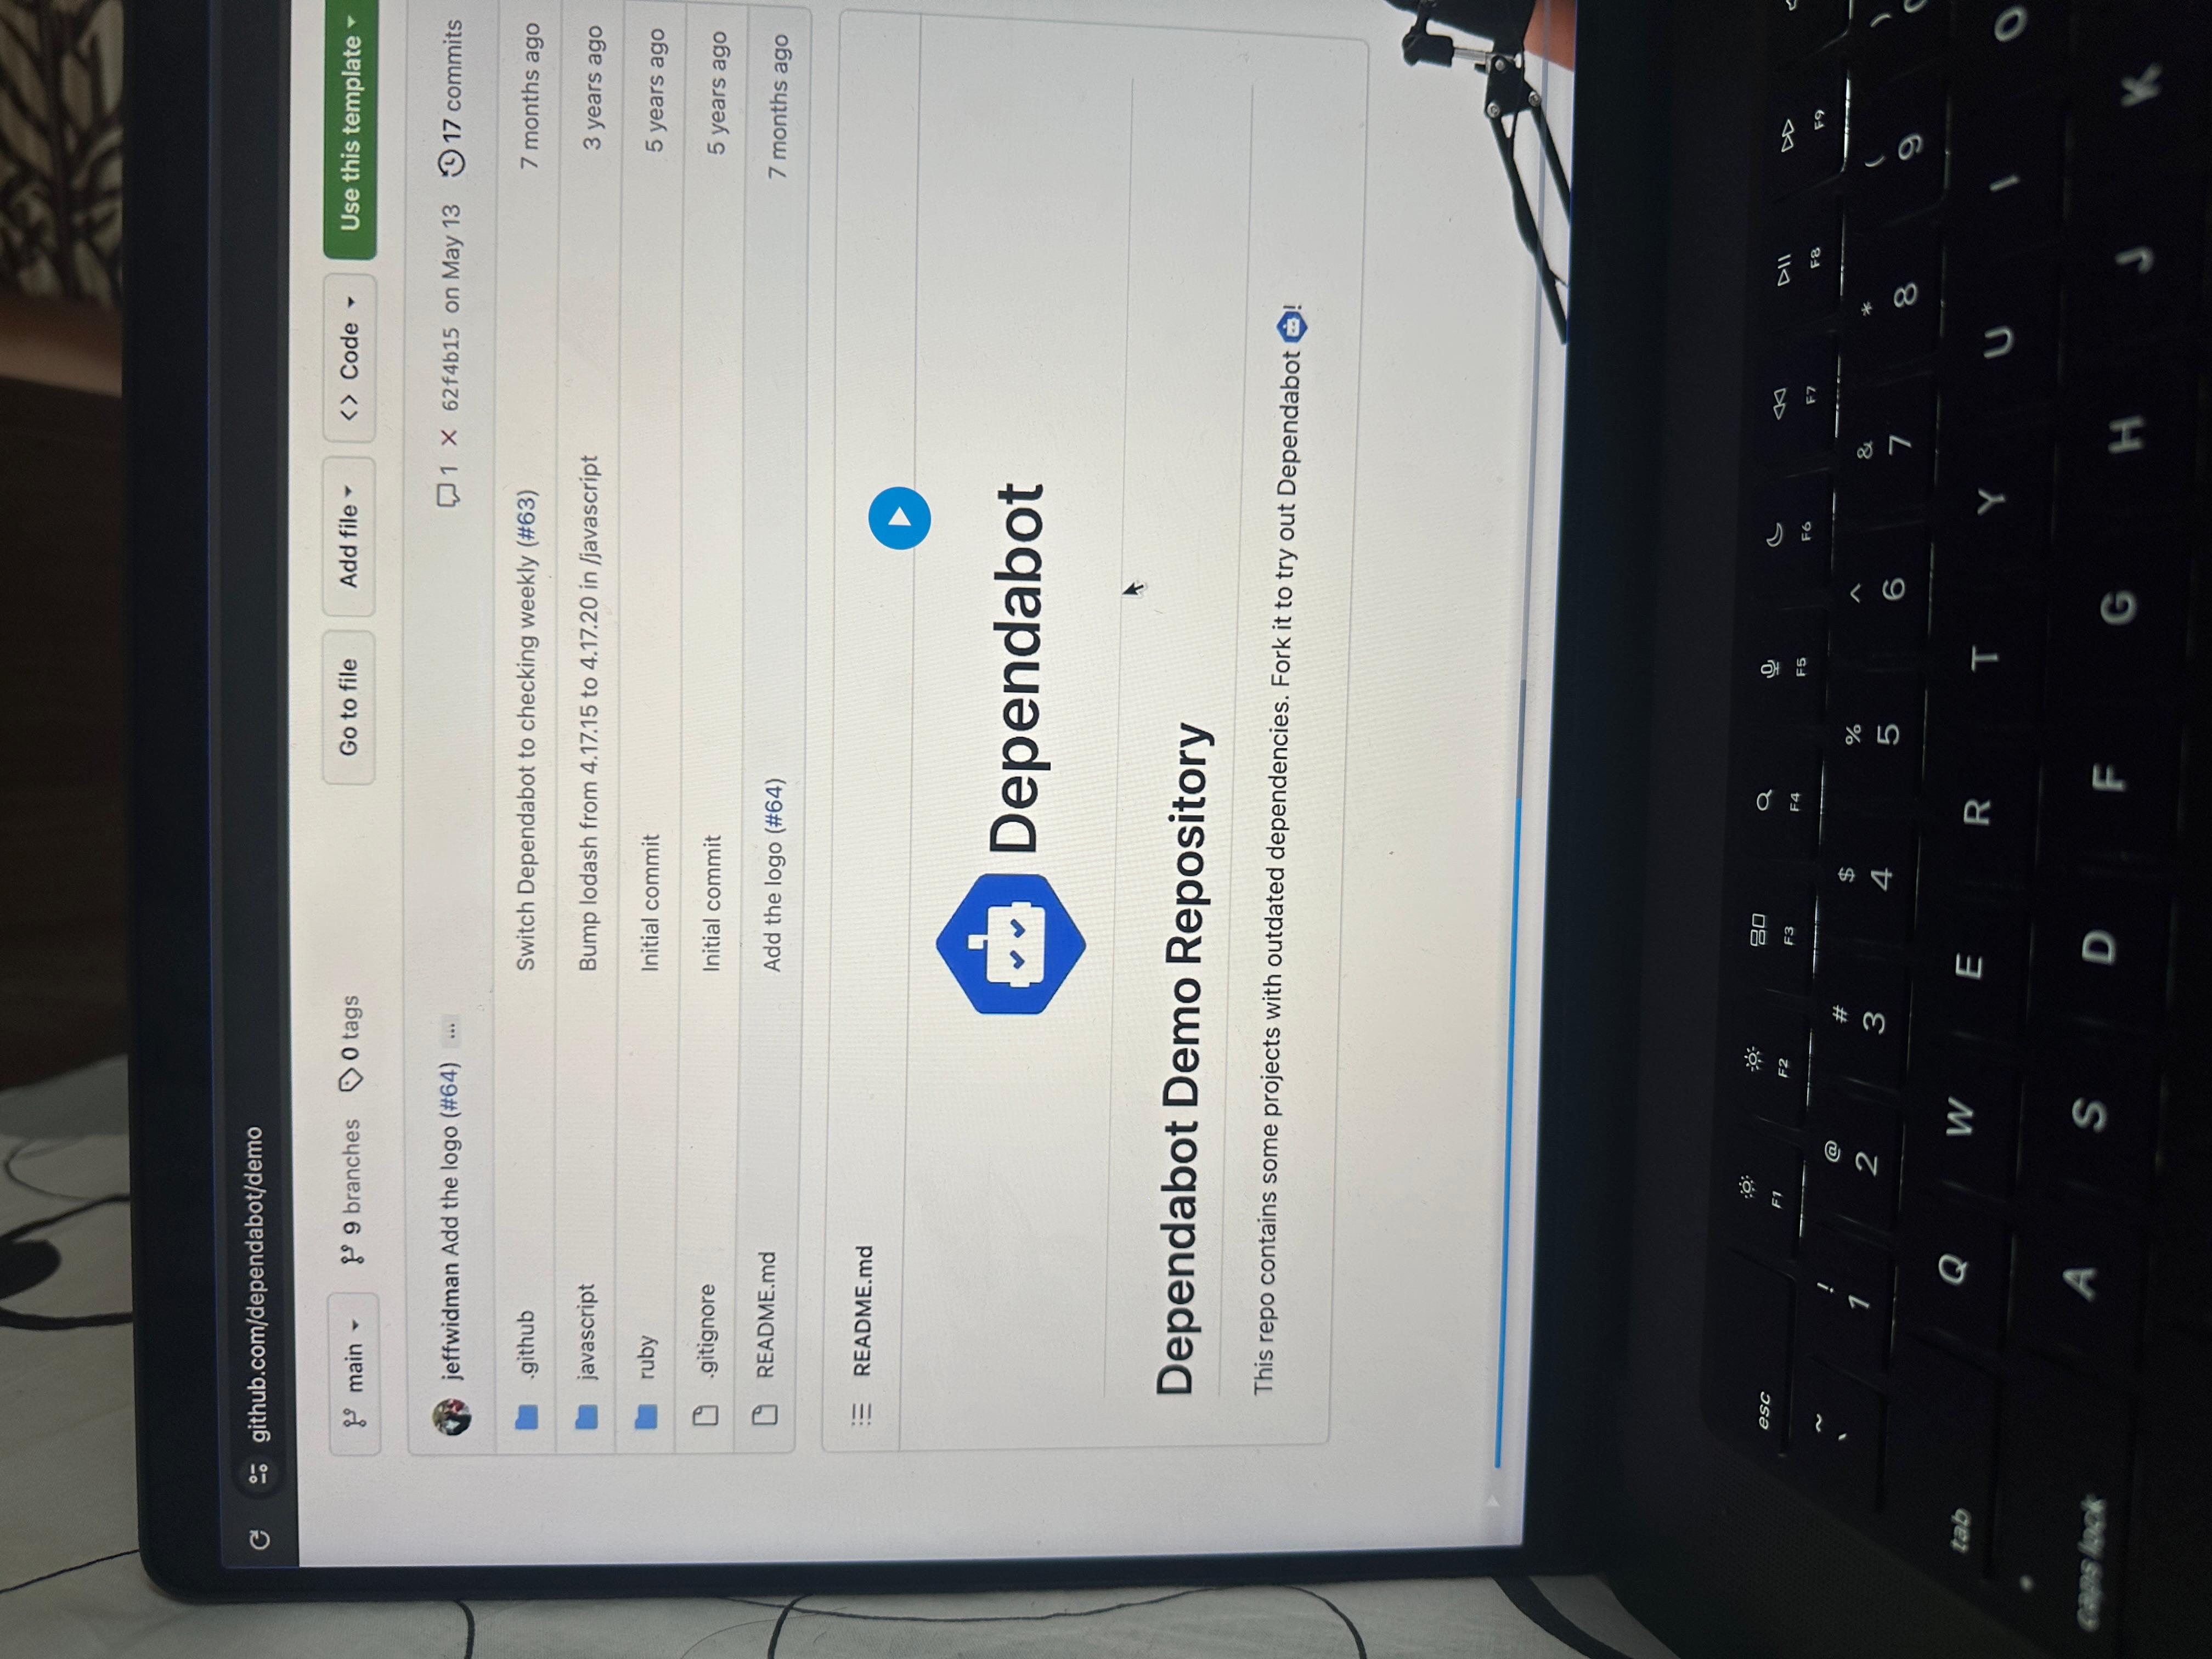 github.com/dependabot/demo
main
9 branches
0 tags
Go to file
Add file
<> Code
Use this template
jeffwidman Add the logo (#64) ...
1 × 62f4b15 on May 13 17 commits
.github Switch Dependabot to checking weekly (#63) 7 months ago
javascript Bump lodash from 4.17.15 to 4.17.20 in /javascript 3 years ago
ruby Initial commit 5 years ago
.gitignore Initial commit 5 years ago
README.md Add the logo (#64) 7 months ago
README.md
Dependabot
Dependabot Demo Repository
This repo contains some projects with outdated dependencies. Fork it to try out Dependabot !
esc F1 F2 F3 F4 F5 F6 F7 F8 F9
~ ! @ # $ % ^ & * (  )
` 1 2 3 4 5 6 7 8 9
tab Q W E R T Y U I O
caps lock A S D F G H J K